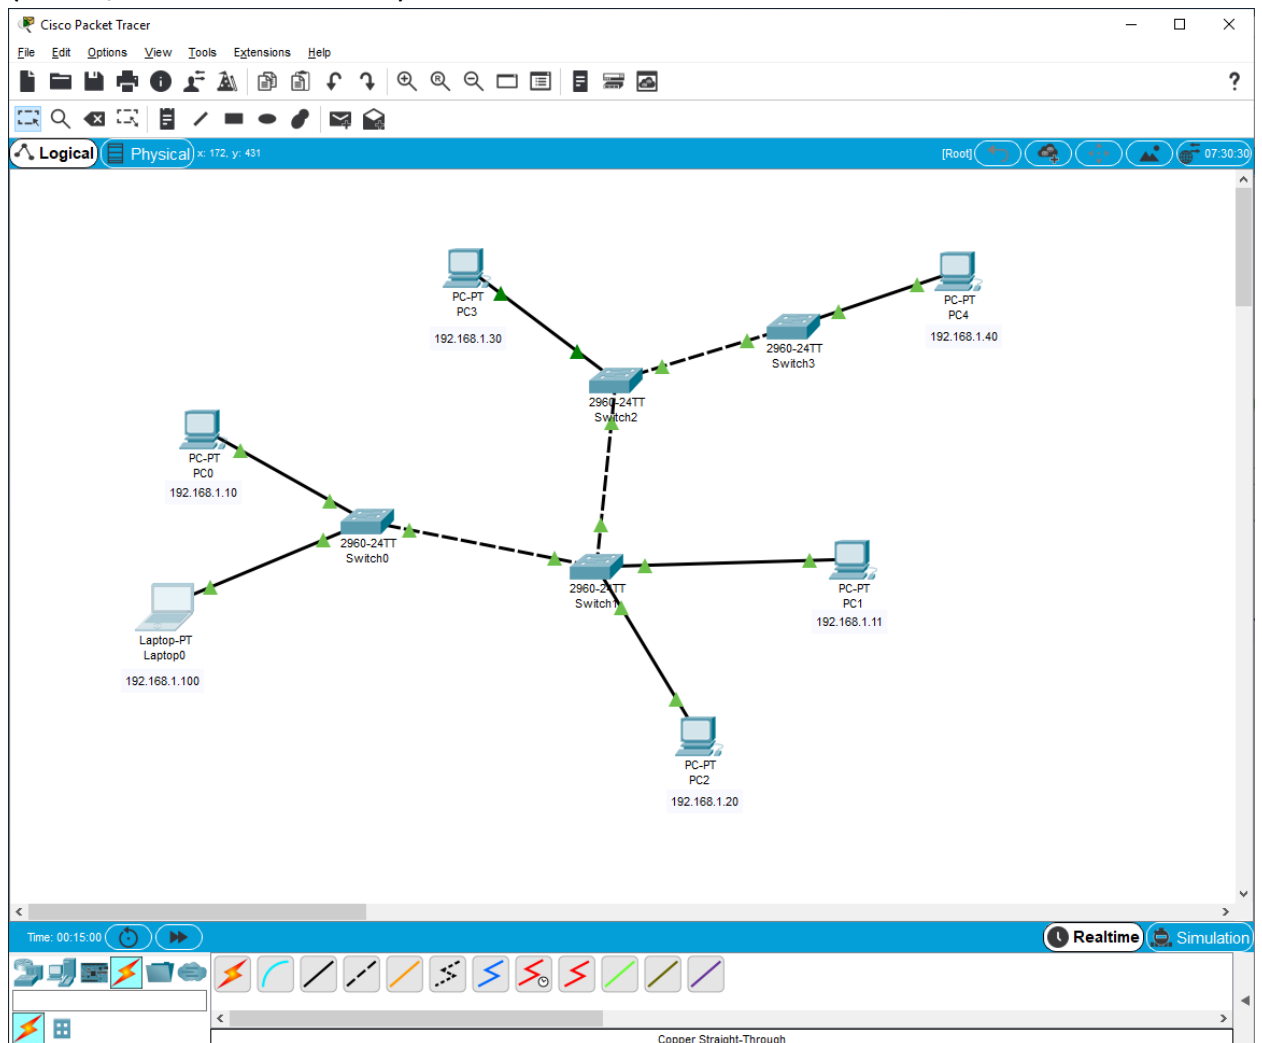 Cisco Packet Tracer
File Edit Options View Tools Extensions Help
?
Logical Physical x: 172, y: 431 [Root] 07:30:30
PC-PT
PC3
192.168.1.30
PC-PT
PC4
192.168.1.40
2960-24TT
Switch3
2960-24TT
Switch2
PC-PT
PC0
192.168.1.10
2960-24TT
Switch0
2960-24TT
Switch1
PC-PT
PC1
192.168.1.11
Laptop-PT
Laptop0
192.168.1.100
PC-PT
PC2
192.168.1.20
Time: 00:15:00 Realtime Simulation
Copper Straight-Through